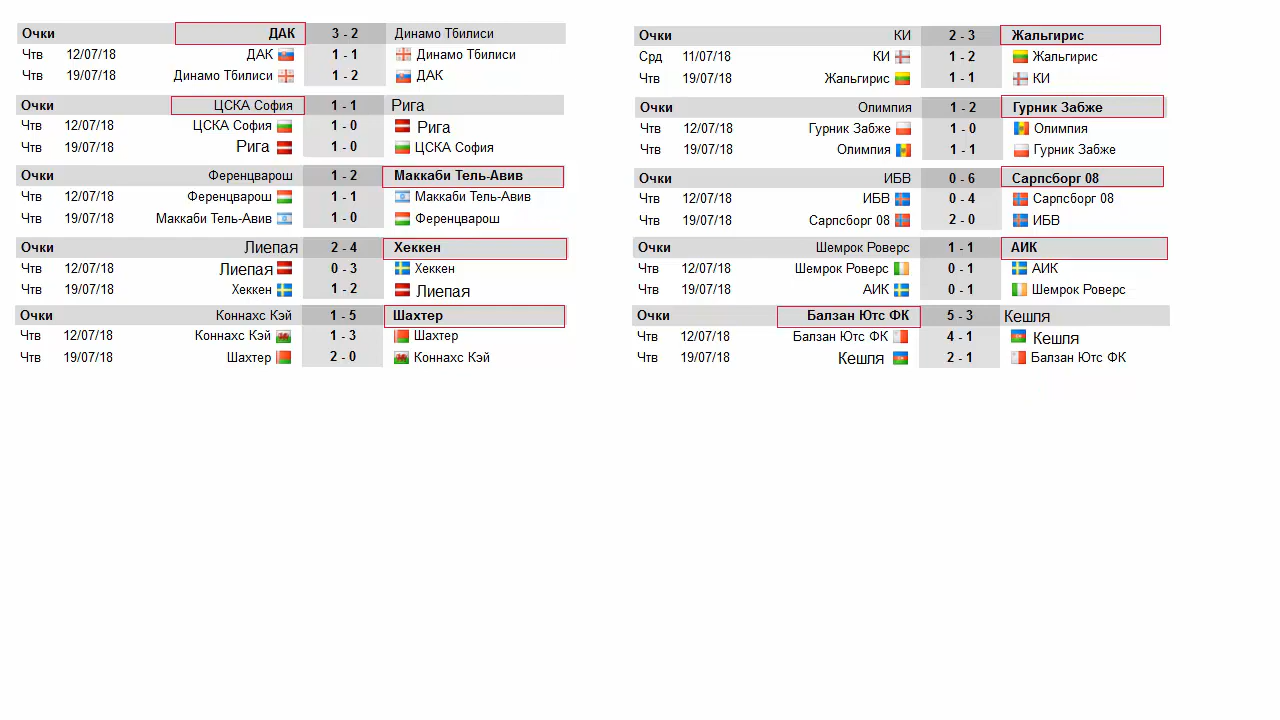 Очки ДАК 3 - 2 Динамо Тбилиси
Чтв 12/07/18 ДАК 1 - 1 Динамо Тбилиси
Чтв 19/07/18 Динамо Тбилиси 1 - 2 ДАК
Очки ЦСКА София 1 - 1 Рига
Чтв 12/07/18 ЦСКА София 1 - 0 Рига
Чтв 19/07/18 Рига 1 - 0 ЦСКА София
Очки Ференцварош 1 - 2 Маккаби Тель-Авив
Чтв 12/07/18 Ференцварош 1 - 1 Маккаби Тель-Авив
Чтв 19/07/18 Маккаби Тель-Авив 1 - 0 Ференцварош
Очки Лиепая 2 - 4 Хеккен
Чтв 12/07/18 Лиепая 0 - 3 Хеккен
Чтв 19/07/18 Хеккен 1 - 2 Лиепая
Очки Коннахс Кэй 1 - 5 Шахтер
Чтв 12/07/18 Коннахс Кэй 1 - 3 Шахтер
Чтв 19/07/18 Шахтер 2 - 0 Коннахс Кэй
Очки КИ 2 - 3 Жальгирис
Срд 11/07/18 КИ 1 - 2 Жальгирис
Чтв 19/07/18 Жальгирис 1 - 1 КИ
Очки Олимпия 1 - 2 Гурник Забже
Чтв 12/07/18 Гурник Забже 1 - 0 Олимпия
Чтв 19/07/18 Олимпия 1 - 1 Гурник Забже
Очки ИБВ 0 - 6 Сарпсборг 08
Чтв 12/07/18 ИБВ 0 - 4 Сарпсборг 08
Чтв 19/07/18 Сарпсборг 08 2 - 0 ИБВ
Очки Шемрок Роверс 1 - 1 АИК
Чтв 12/07/18 Шемрок Роверс 0 - 1 АИК
Чтв 19/07/18 АИК 0 - 1 Шемрок Роверс
Очки Балзан Ютс ФК 5 - 3 Кешля
Чтв 12/07/18 Балзан Ютс ФК 4 - 1 Кешля
Чтв 19/07/18 Кешля 2 - 1 Балзан Ютс ФК